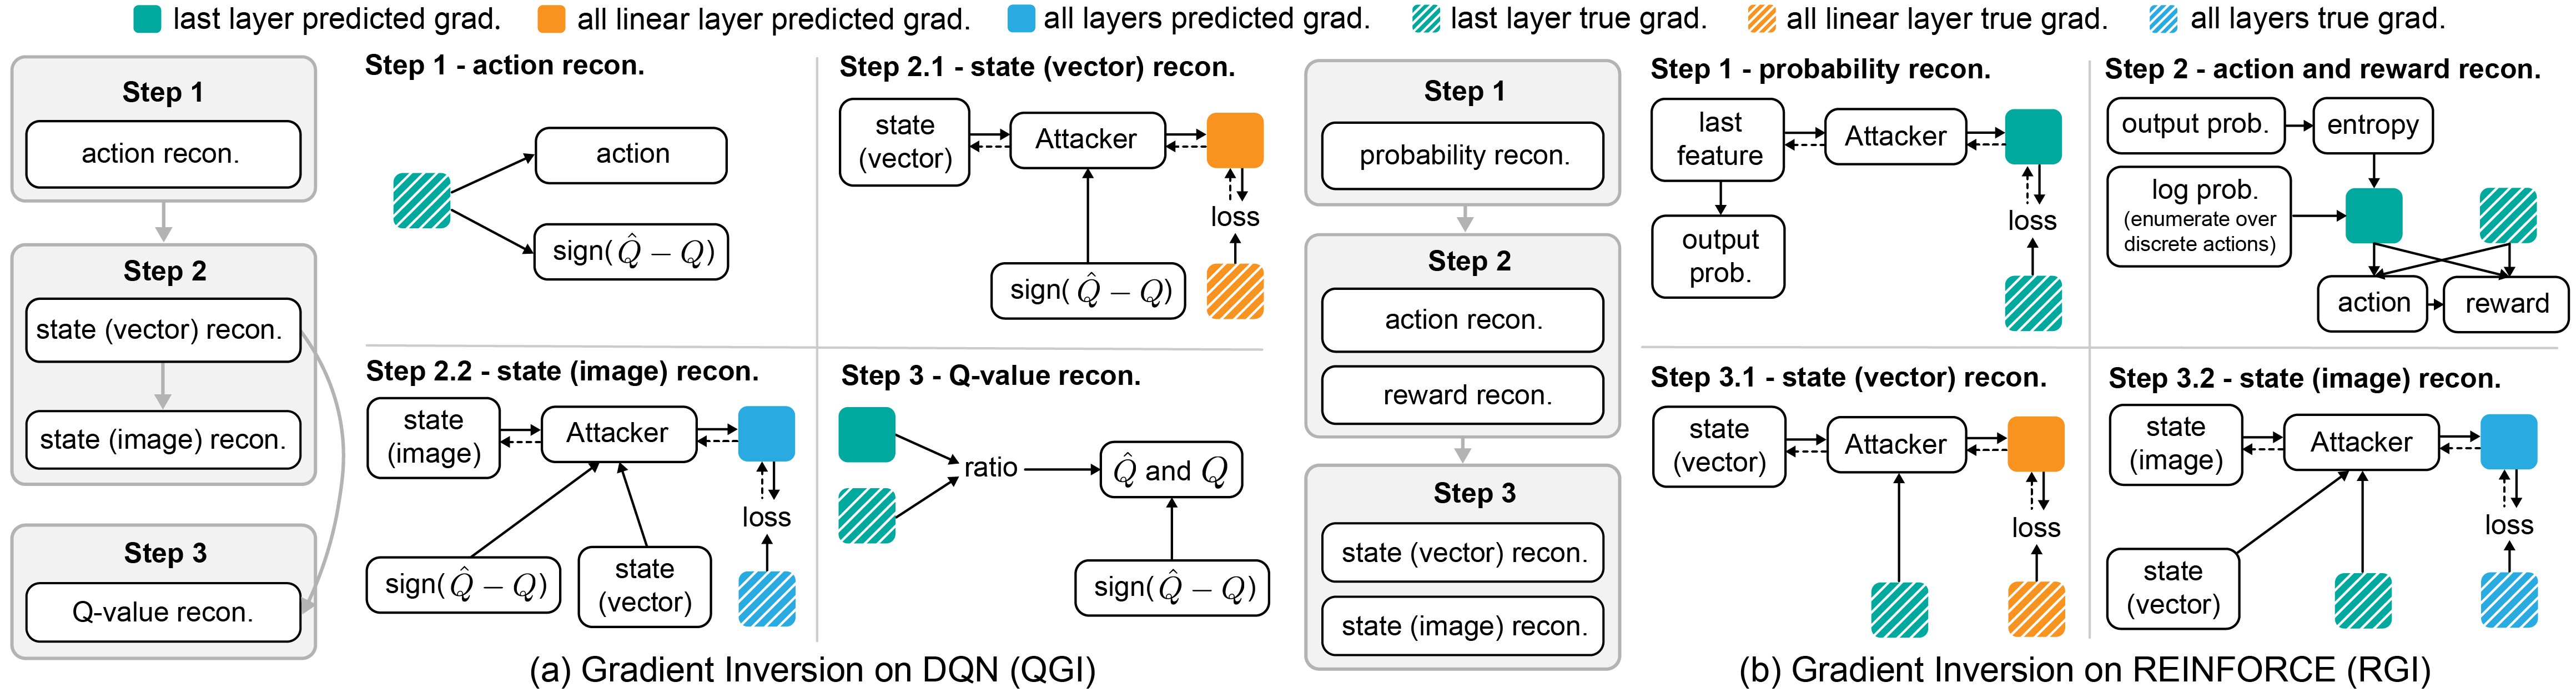 last layer predicted grad.
all linear layer predicted grad.
all layers predicted grad.
last layer true grad.
all linear layer true grad.
all layers true grad.
Step 1
action recon.
Step 2
state (vector) recon.
state (image) recon.
Step 3
Q-value recon.
Step 1 - action recon.
action
sign(Q̂ − Q)
Step 2.1 - state (vector) recon.
state
(vector)
Attacker
loss
sign(Q̂ − Q)
Step 2.2 - state (image) recon.
state
(image)
Attacker
loss
sign(Q̂ − Q)
state
(vector)
Step 3 - Q-value recon.
ratio
Q̂ and Q
sign(Q̂ − Q)
(a) Gradient Inversion on DQN (QGI)
Step 1
probability recon.
Step 2
action recon.
reward recon.
Step 3
state (vector) recon.
state (image) recon.
Step 1 - probability recon.
last
feature
Attacker
loss
output
prob.
Step 2 - action and reward recon.
output prob.
entropy
log prob.
(enumerate over
discrete actions)
action
reward
Step 3.1 - state (vector) recon.
state
(vector)
Attacker
loss
Step 3.2 - state (image) recon.
state
(image)
Attacker
loss
state
(vector)
(b) Gradient Inversion on REINFORCE (RGI)